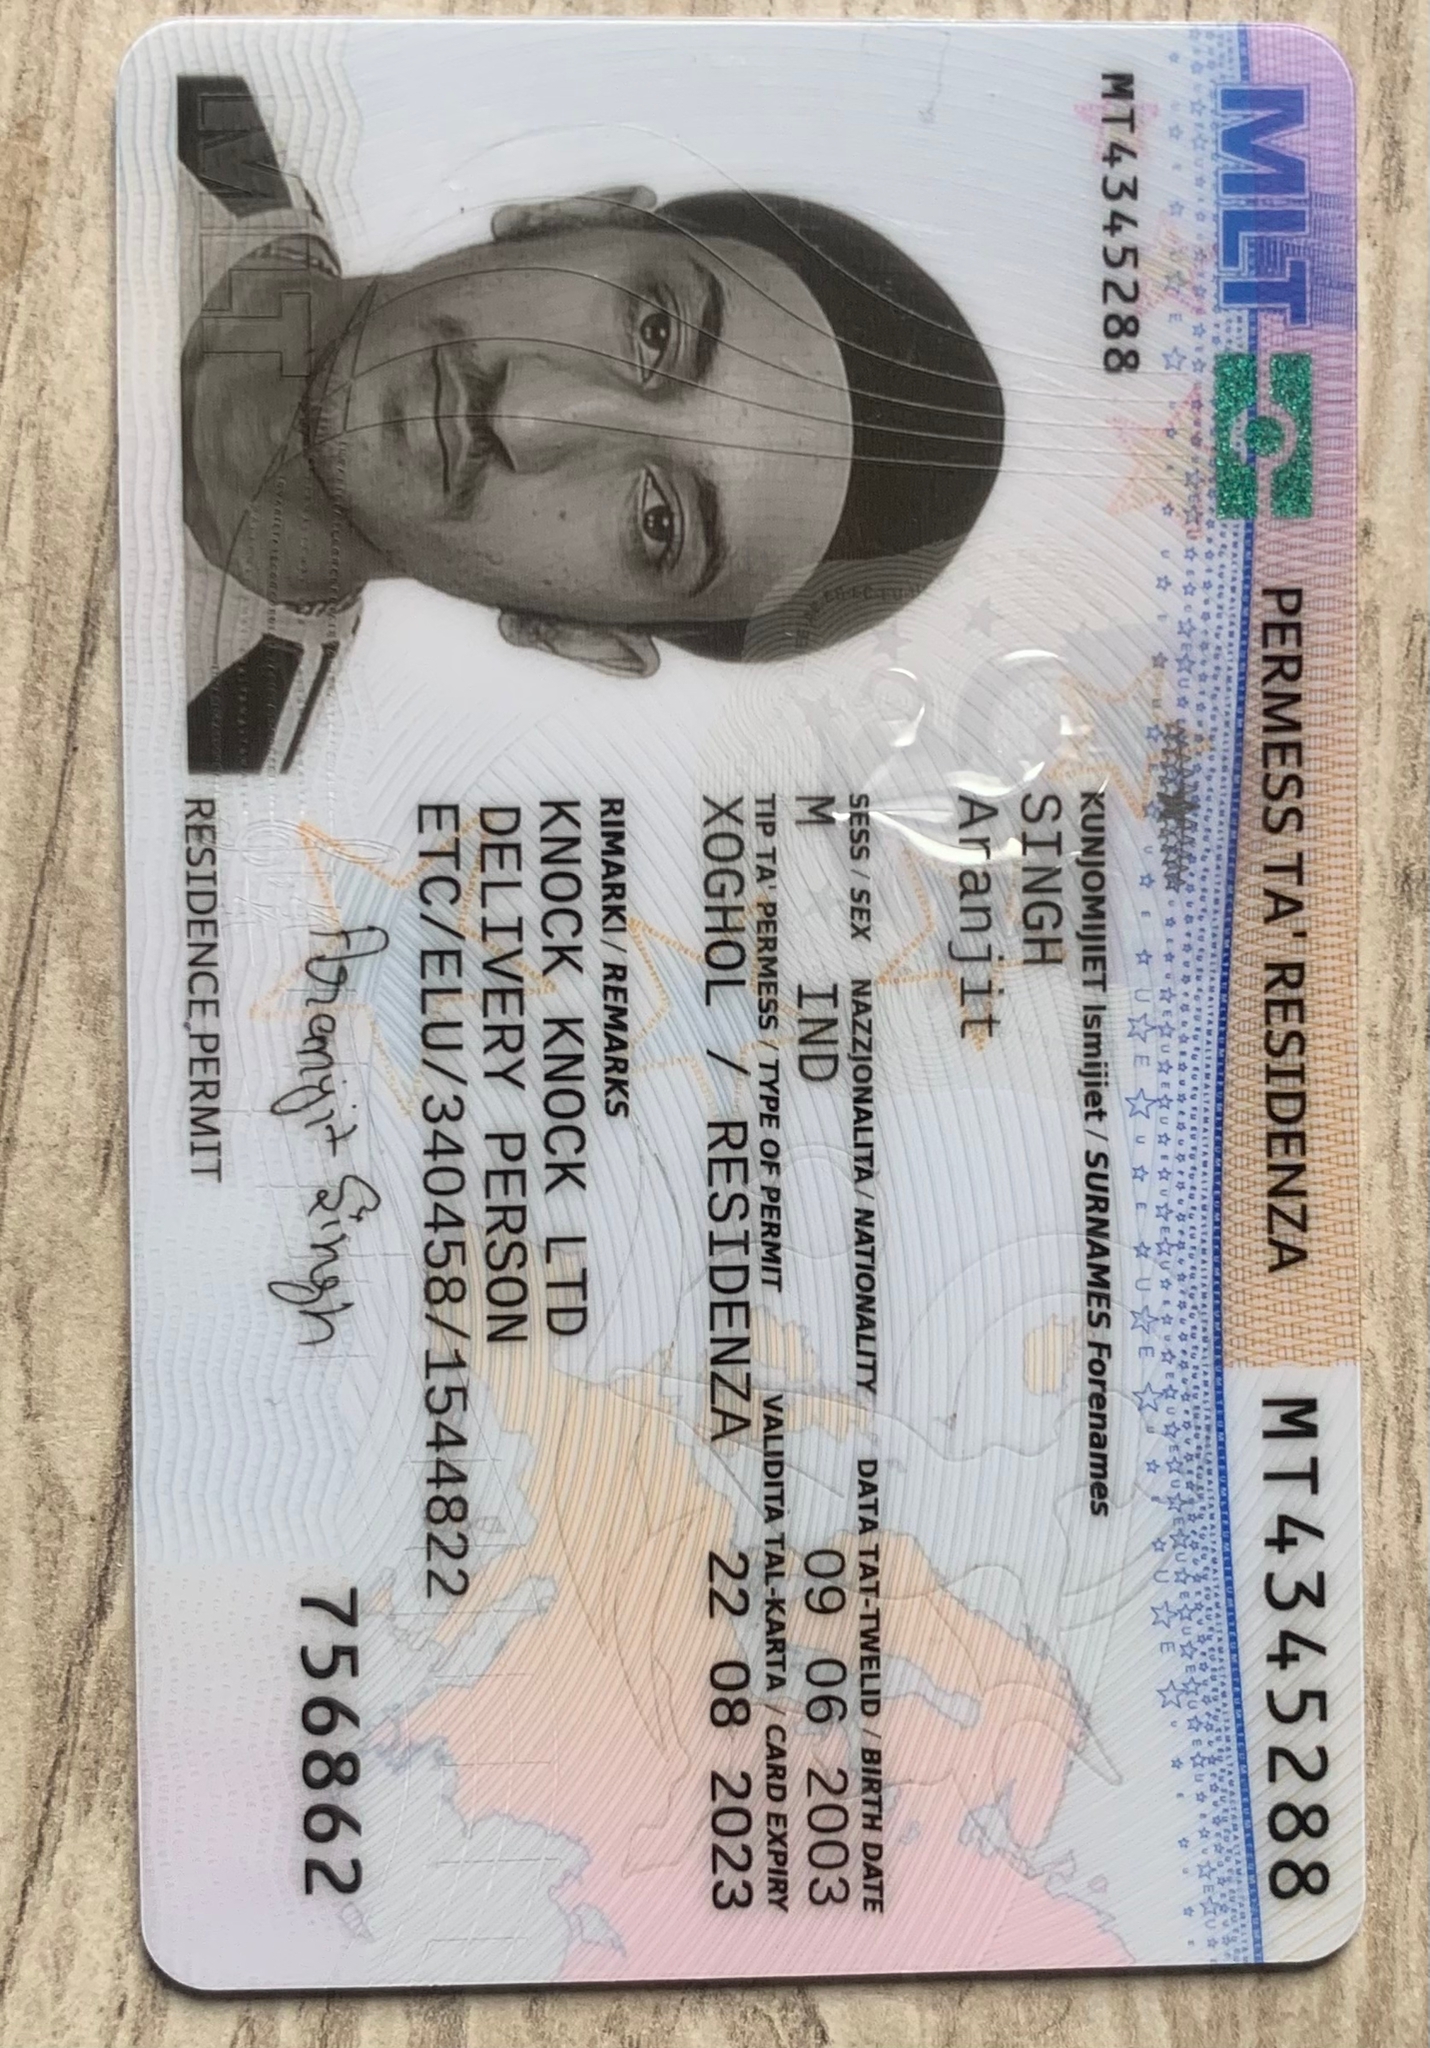 MLT PERMESS TA' RESIDENZA MT4345288
MT4345288
KUNJOMIJIET Ismijiet / SURNAMES Forenames
SINGH
Aranjit
SESS / SEX NAZZJONALITÀ / NATIONALITY DATA TAT-TWELID / BIRTH DATE
M IND 09 06 2003
TIP TA' PERMESS / TYPE OF PERMIT VALIDITÀ TAL-KARTA / CARD EXPIRY
XOGHOL / RESIDENZA 22 08 2023
RIMARKI / REMARKS
KNOCK KNOCK LTD
DELIVERY PERSON
ETC/ELU/340458/1544822
Aranjit Singh
756862
RESIDENCE PERMIT